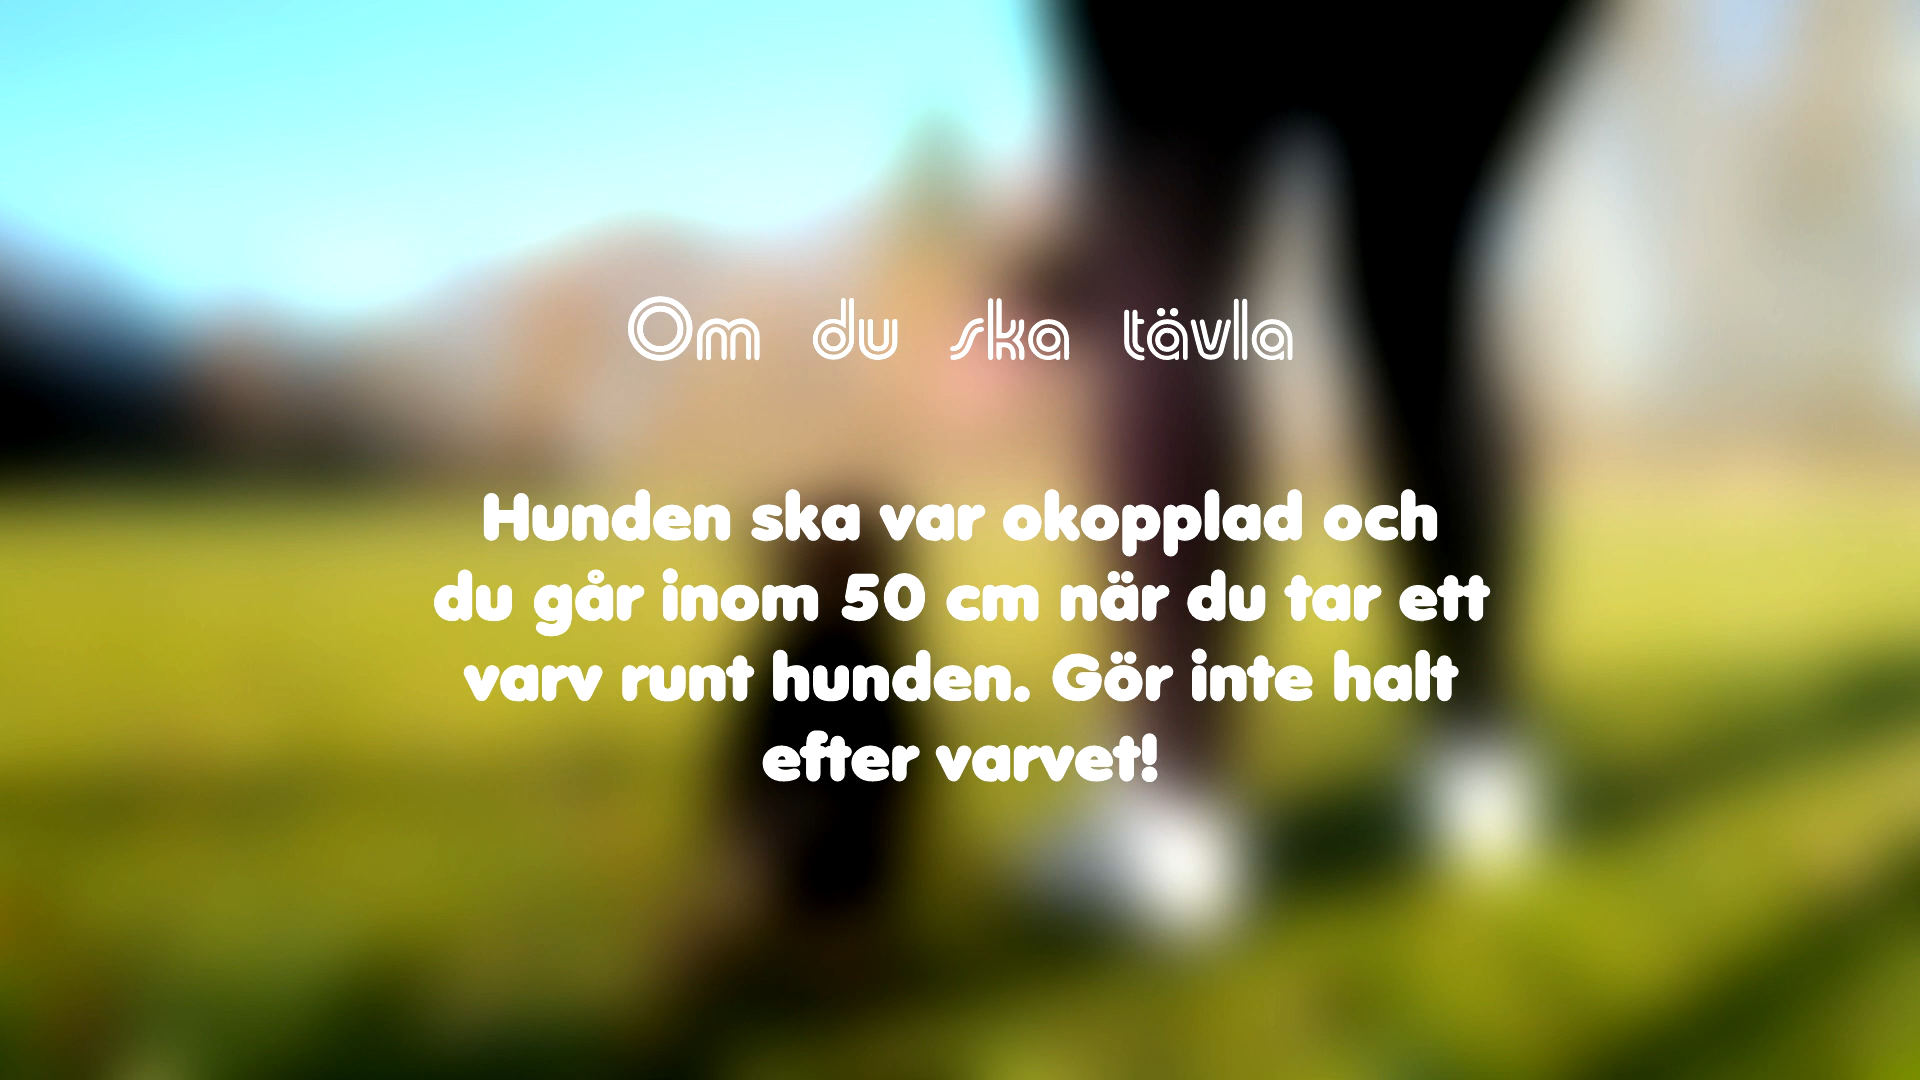 Om du ska tävla
Hunden ska var okopplad och
du går inom 50 cm när du tar ett
varv runt hunden. Gör inte halt
efter varvet!